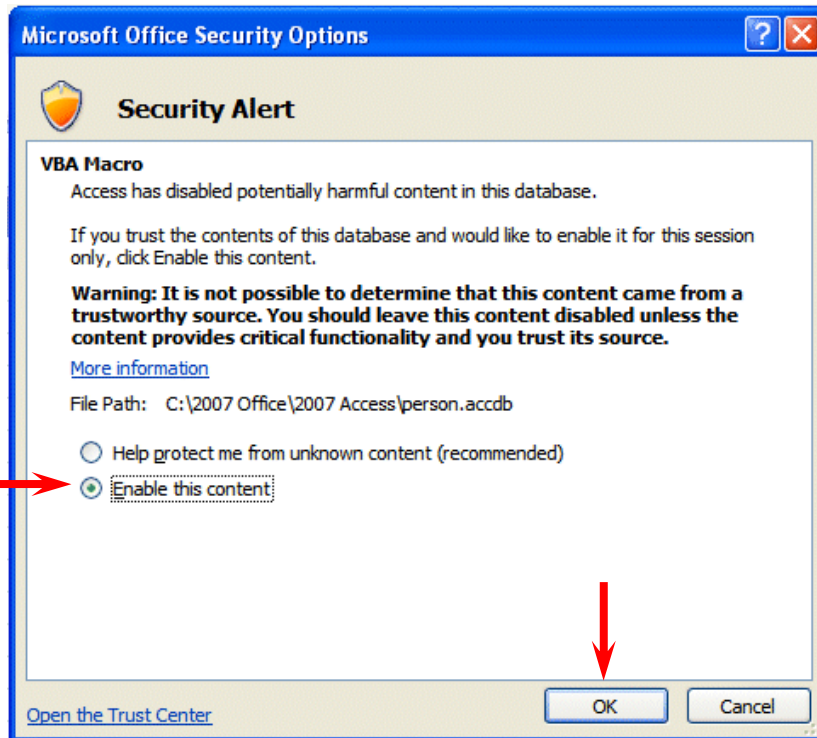 Microsoft Office Security Options
?
Security Alert
VBA Macro
Access has disabled potentially harmful content in this database.
If you trust the contents of this database and would like to enable it for this session
only, click Enable this content.
Warning: It is not possible to determine that this content came from a
trustworthy source. You should leave this content disabled unless the
content provides critical functionality and you trust its source.
More information
File Path: C:\2007 Office\2007 Access\person.accdb
Help protect me from unknown content (recommended)
Enable this content
Open the Trust Center
OK
Cancel